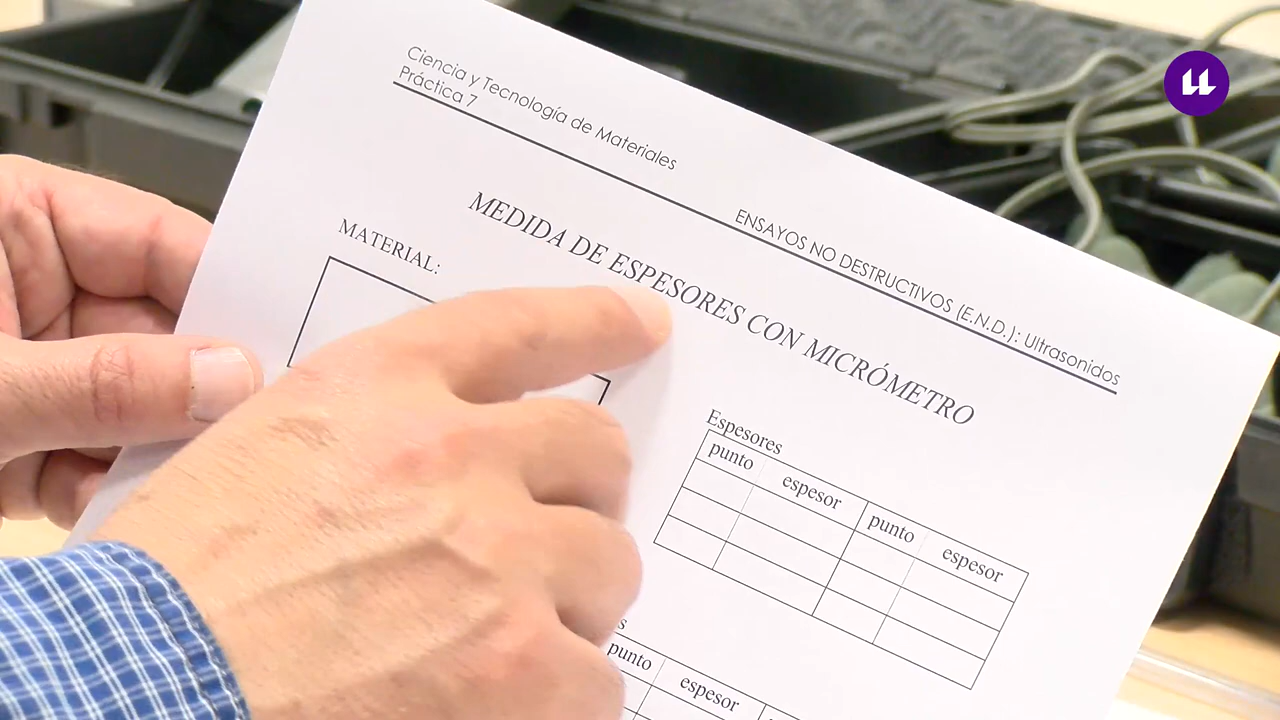 Ciencia y Tecnología de Materiales
Práctica 7
ENSAYOS NO DESTRUCTIVOS (E.N.D.): Ultrasonidos
MEDIDA DE ESPESORES CON MICRÓMETRO
MATERIAL:
Espesores
punto espesor punto espesor
punto espesor